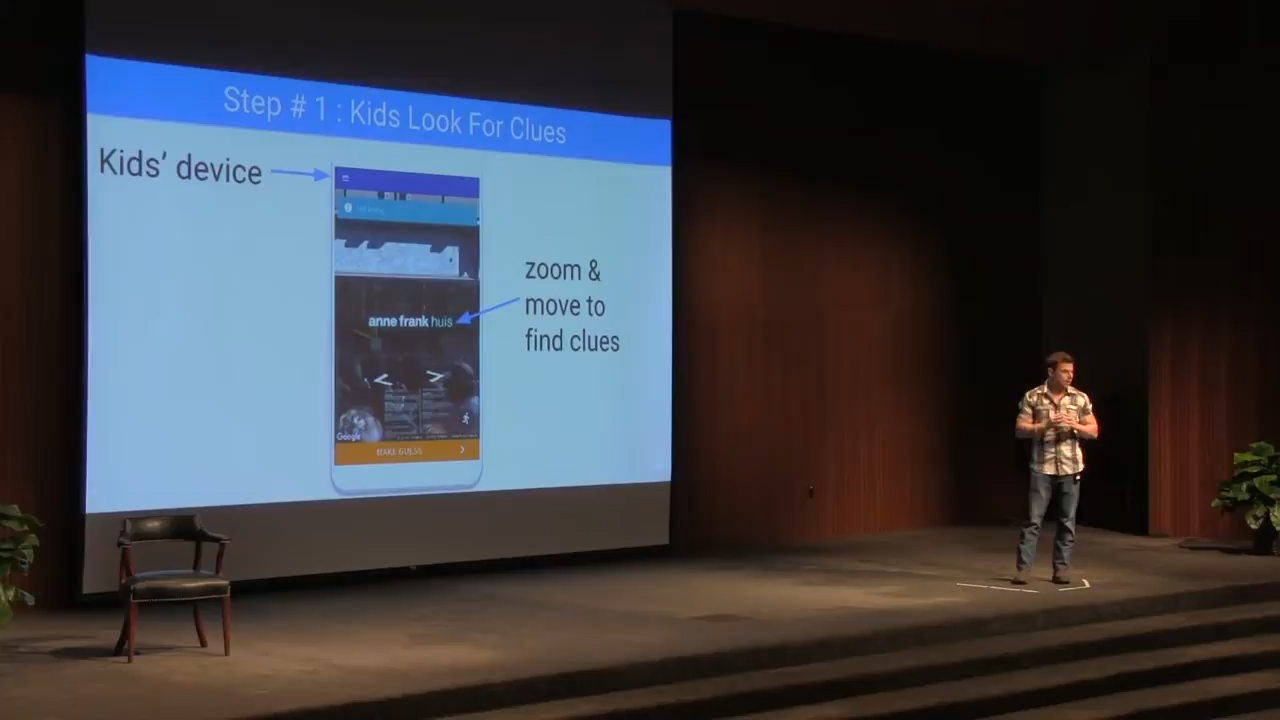 Step # 1 : Kids Look For Clues
Kids' device
zoom &
move to
find clues
anne frank huis
< >
Google
MAKE GUESS >